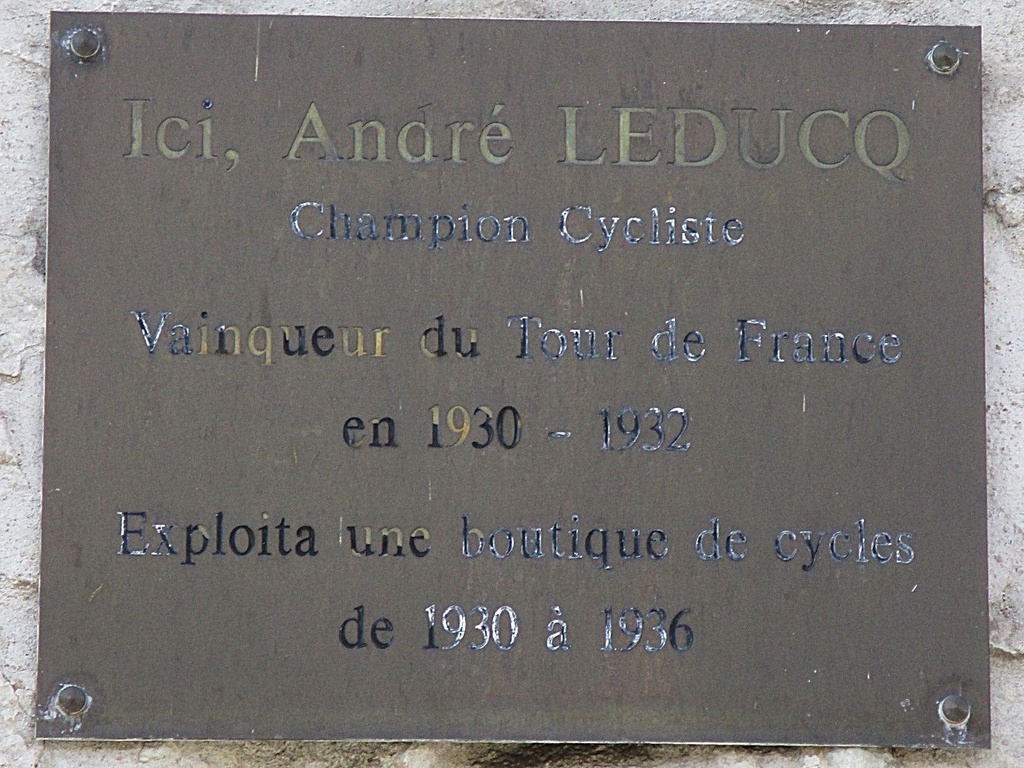 Ici, André LEDUCQ
Champion Cycliste
Vainqueur du Tour de France
en 1930 - 1932
Exploita une boutique de cycles
de 1930 à 1936